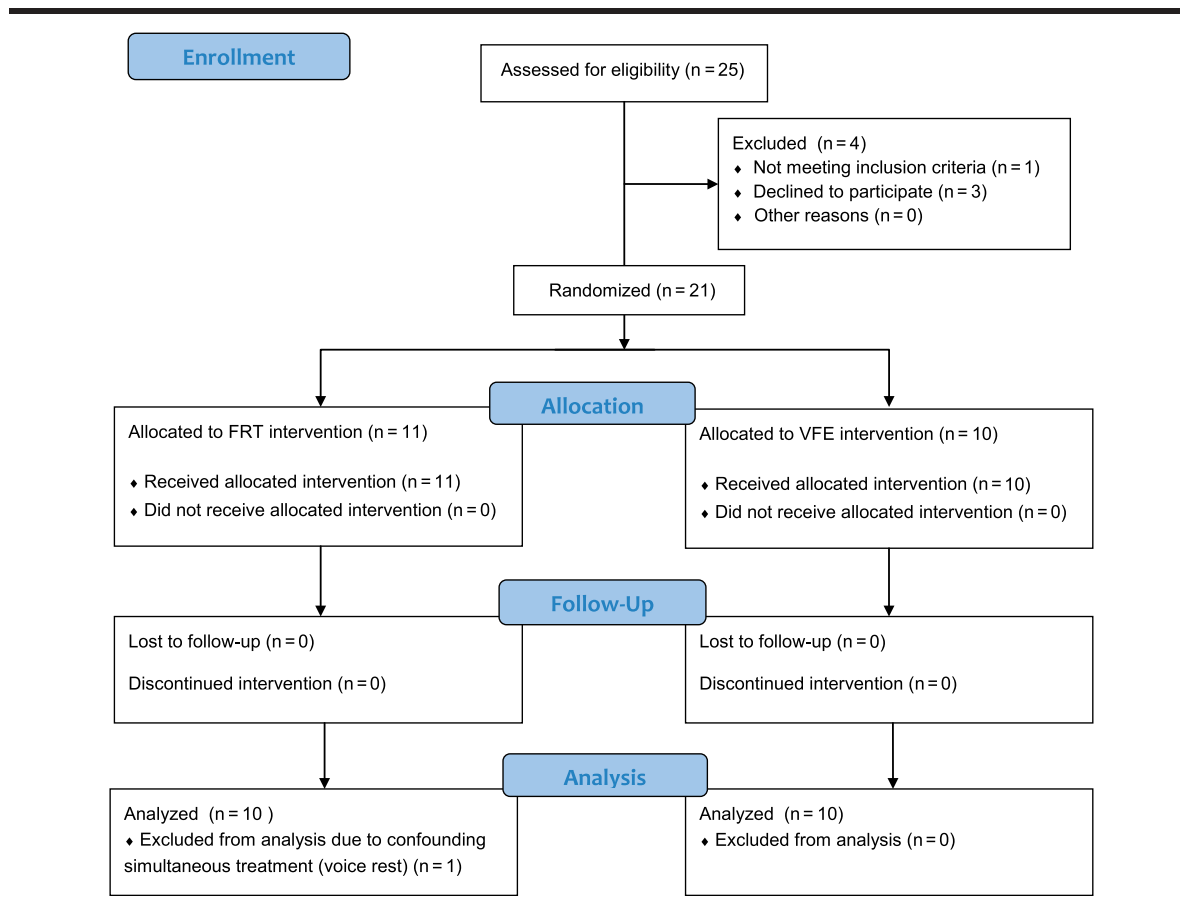 Enrollment
Assessed for eligibility (n = 25)
Excluded (n = 4)
♦ Not meeting inclusion criteria (n = 1)
♦ Declined to participate (n = 3)
♦ Other reasons (n = 0)
Randomized (n = 21)
Allocation
Allocated to FRT intervention (n = 11)
♦ Received allocated intervention (n = 11)
♦ Did not receive allocated intervention (n = 0)
Allocated to VFE intervention (n = 10)
♦ Received allocated intervention (n = 10)
♦ Did not receive allocated intervention (n = 0)
Follow-Up
Lost to follow-up (n = 0)
Discontinued intervention (n = 0)
Lost to follow-up (n = 0)
Discontinued intervention (n = 0)
Analysis
Analyzed (n = 10 )
♦ Excluded from analysis due to confounding
simultaneous treatment (voice rest) (n = 1)
Analyzed (n = 10)
♦ Excluded from analysis (n = 0)